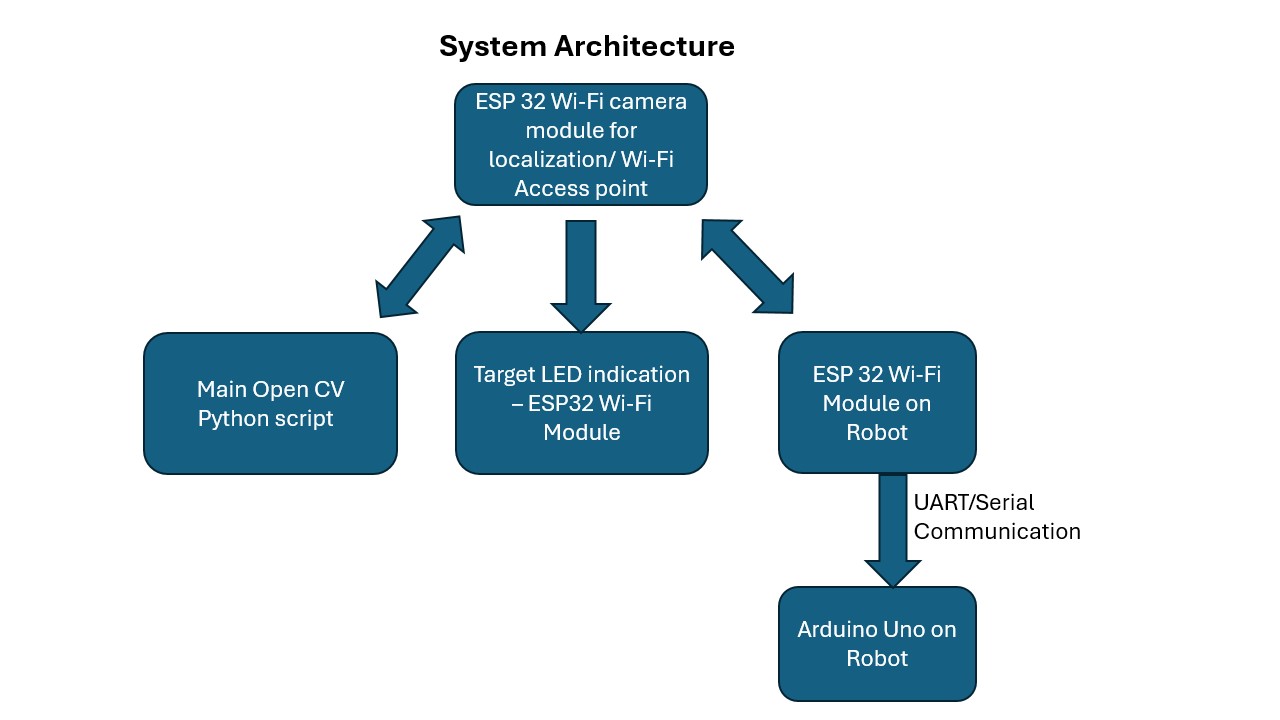 System Architecture
ESP 32 Wi-Fi camera
module for
localization/ Wi-Fi
Access point
Main Open CV
Python script
Target LED indication
– ESP32 Wi-Fi
Module
ESP 32 Wi-Fi
Module on
Robot
UART/Serial
Communication
Arduino Uno on
Robot